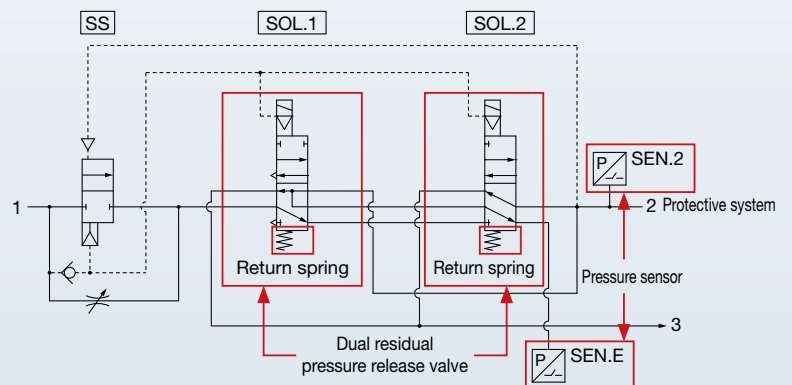 SS
SOL.1
SOL.2
P
SEN.2
1
2
Protective system
Return spring
Return spring
Pressure sensor
3
Dual residual
pressure release valve
P
SEN.E